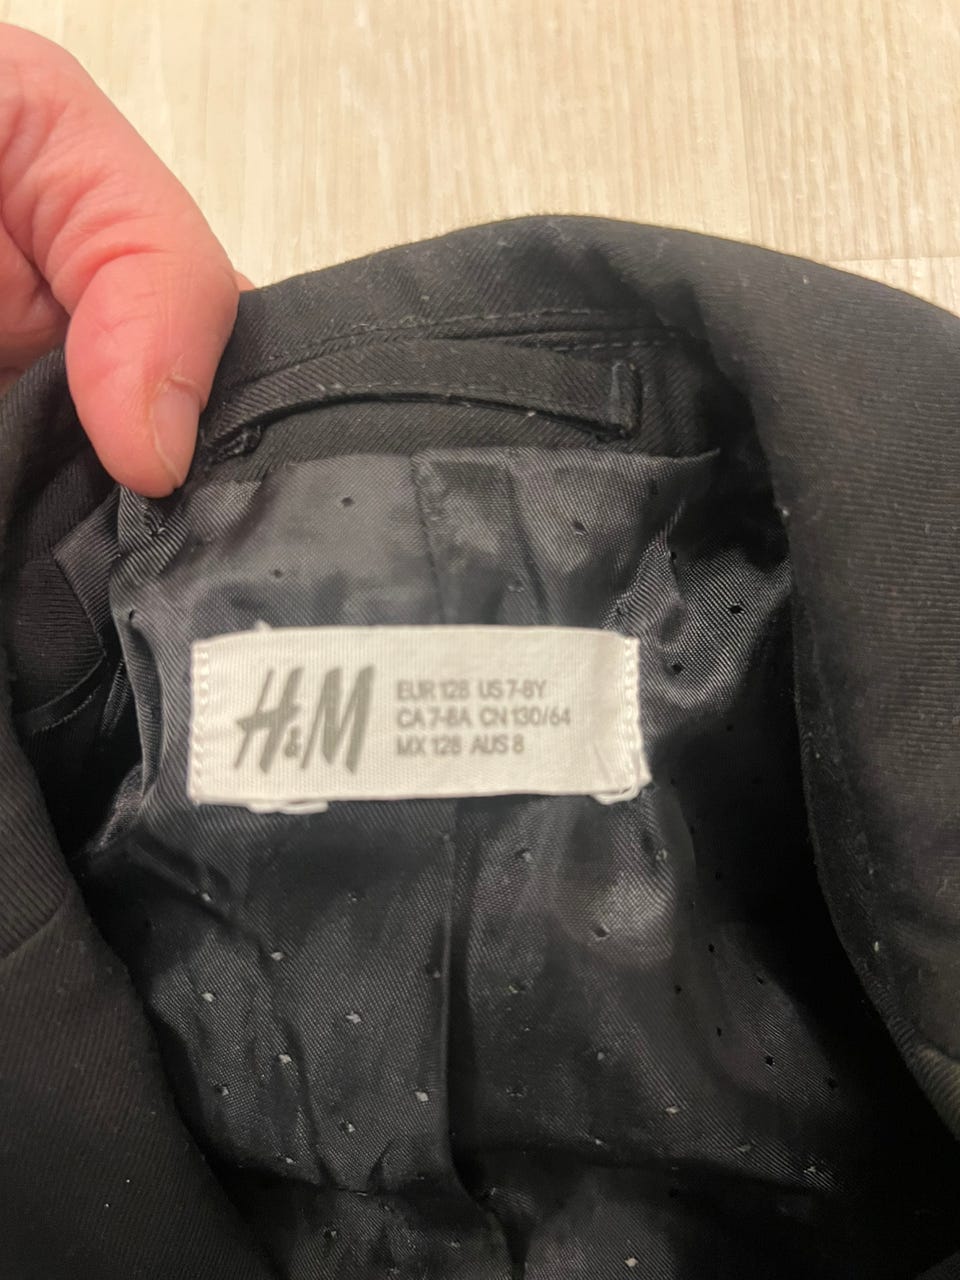 H&M
EUR 128 US 7-8Y
CA 7-8A CN 130/64
MX 128 AUS 8